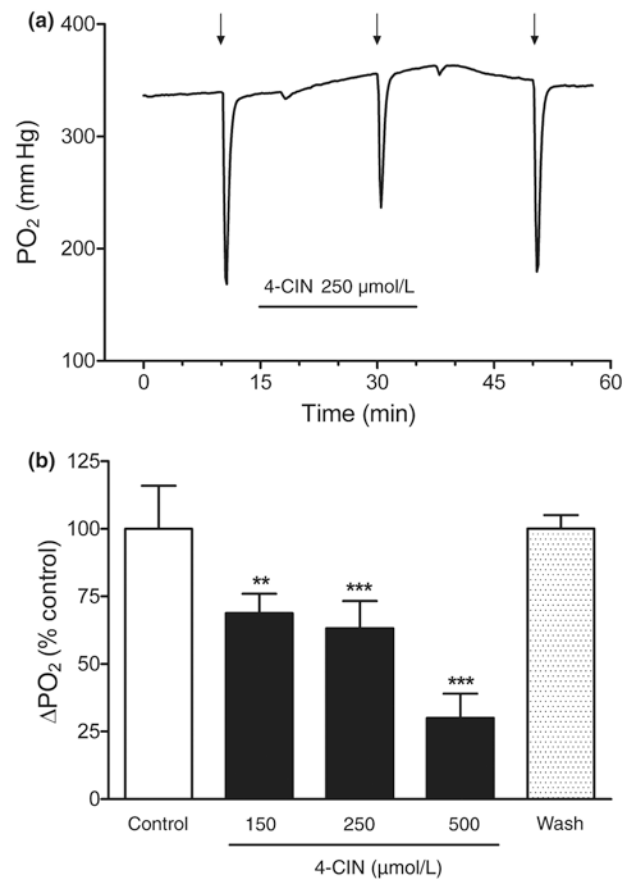 (a)
400
300
200
100
PO2 (mm Hg)
4-CIN 250 µmol/L
0 15 30 45 60
Time (min)
(b)
125
100
75
50
25
0
ΔPO2 (% control)
** *** ***
Control 150 250 500 Wash
4-CIN (µmol/L)